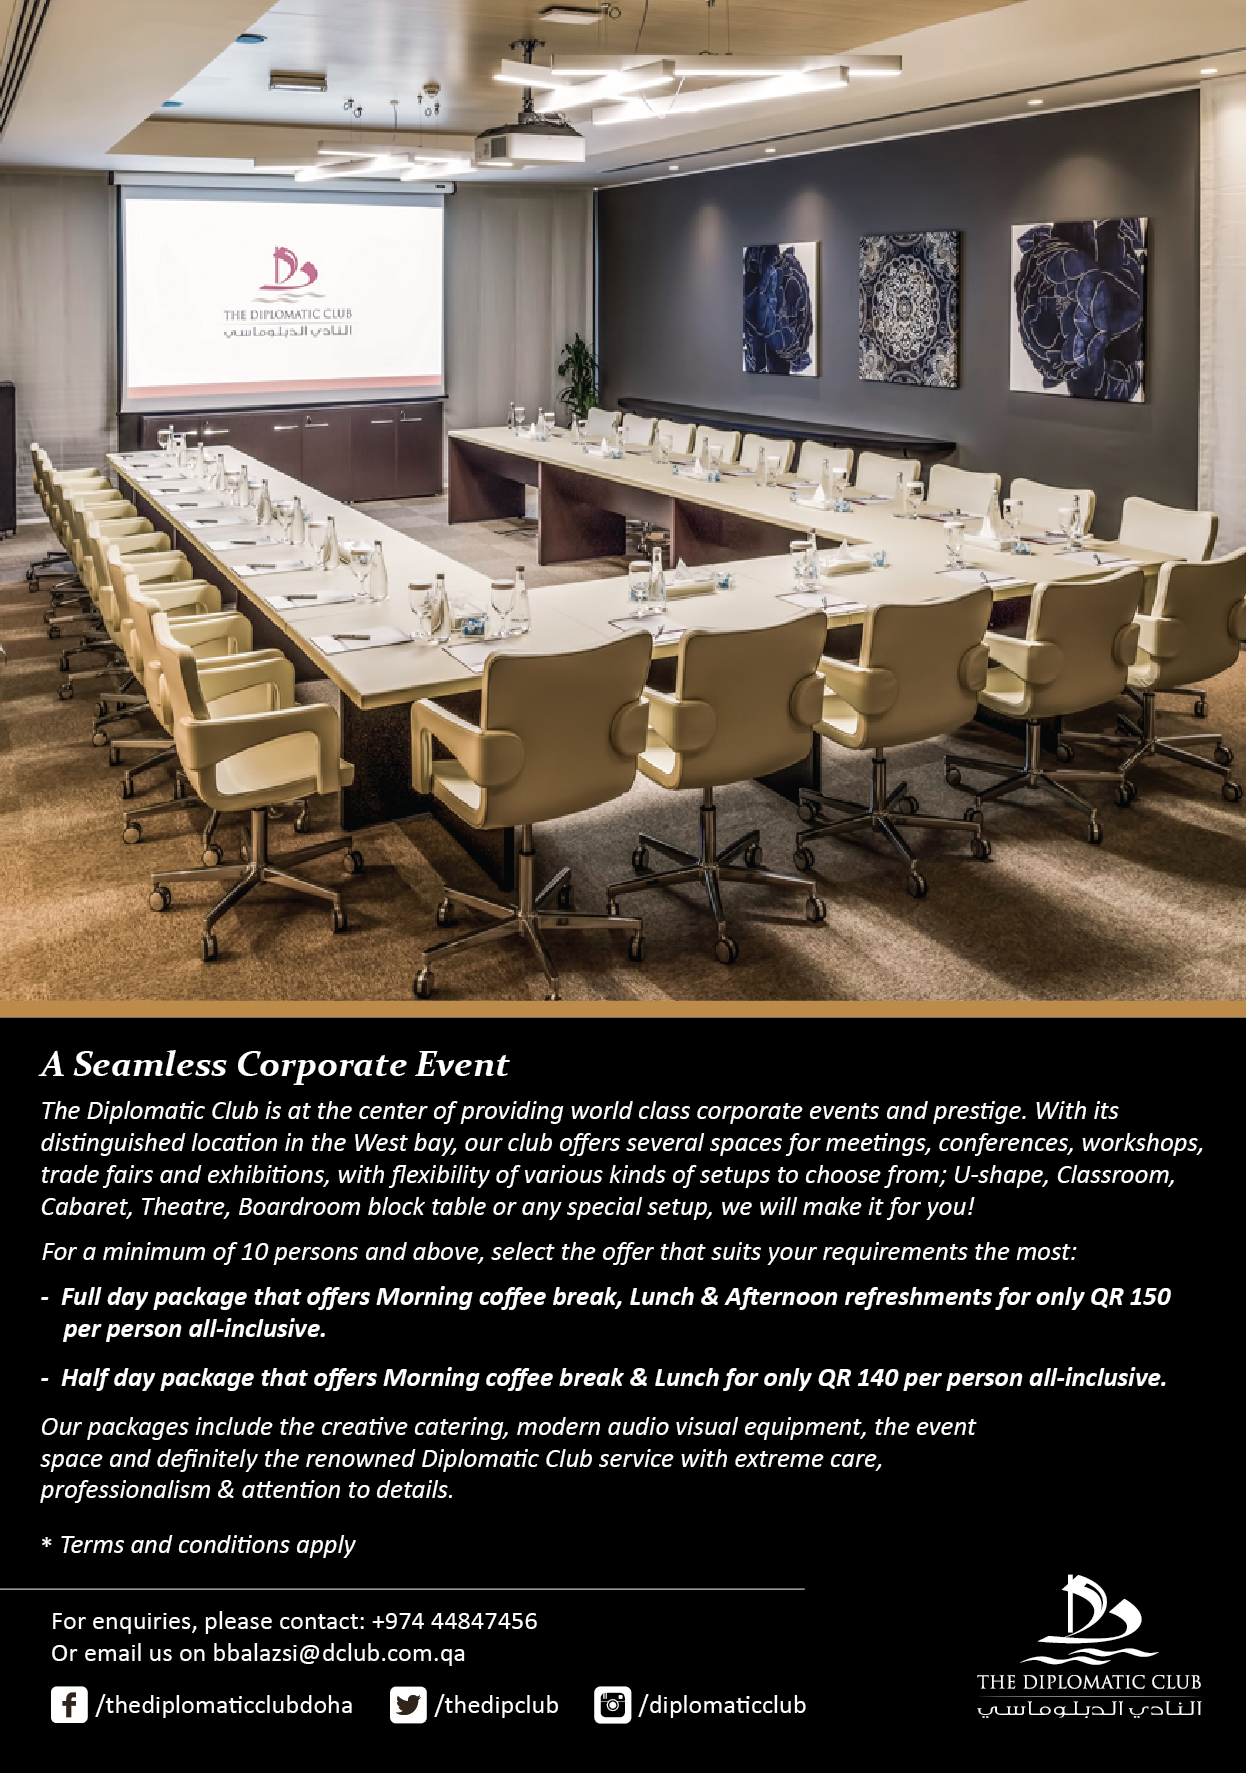 THE DIPLOMATIC CLUB
النادي الدبلوماسي
A Seamless Corporate Event
The Diplomatic Club is at the center of providing world class corporate events and prestige. With its
distinguished location in the West bay, our club offers several spaces for meetings, conferences, workshops,
trade fairs and exhibitions, with flexibility of various kinds of setups to choose from; U-shape, Classroom,
Cabaret, Theatre, Boardroom block table or any special setup, we will make it for you!
For a minimum of 10 persons and above, select the offer that suits your requirements the most:
- Full day package that offers Morning coffee break, Lunch & Afternoon refreshments for only QR 150
per person all-inclusive.
- Half day package that offers Morning coffee break & Lunch for only QR 140 per person all-inclusive.
Our packages include the creative catering, modern audio visual equipment, the event
space and definitely the renowned Diplomatic Club service with extreme care,
professionalism & attention to details.
* Terms and conditions apply
For enquiries, please contact: +974 44847456
Or email us on bbalazsi@dclub.com.qa
/thediplomaticclubdoha /thedipclub /diplomaticclub
THE DIPLOMATIC CLUB
النادي الدبلوماسي